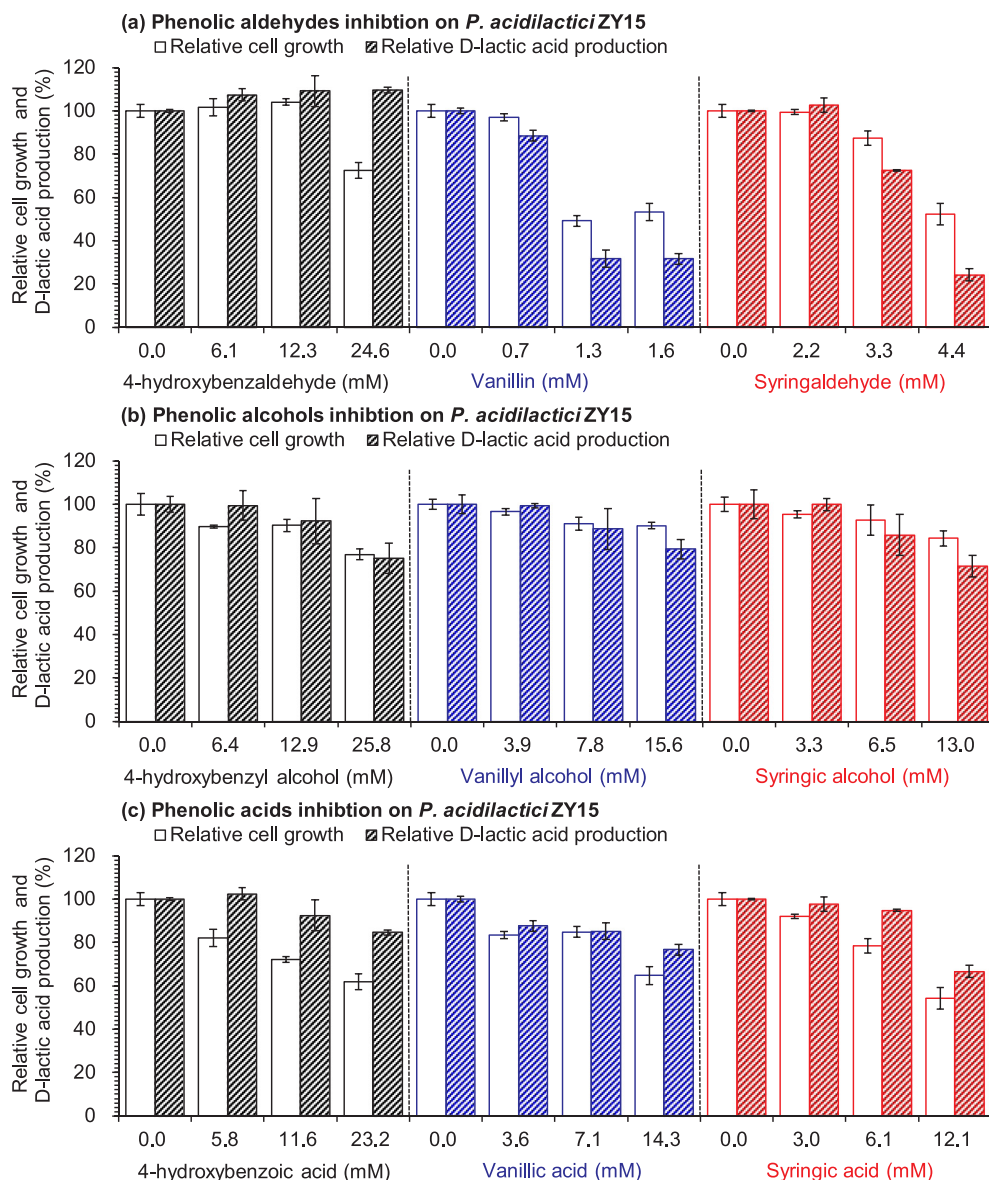 (a) Phenolic aldehydes inhibtion on P. acidilactici ZY15
Relative cell growth Relative D-lactic acid production
Relative cell growth and
D-lactic acid production (%)
120
100
80
60
40
20
0
0.0 6.1 12.3 24.6 0.0 0.7 1.3 1.6 0.0 2.2 3.3 4.4
4-hydroxybenzaldehyde (mM) Vanillin (mM) Syringaldehyde (mM)
(b) Phenolic alcohols inhibtion on P. acidilactici ZY15
Relative cell growth Relative D-lactic acid production
Relative cell growth and
D-lactic acid production (%)
120
100
80
60
40
20
0
0.0 6.4 12.9 25.8 0.0 3.9 7.8 15.6 0.0 3.3 6.5 13.0
4-hydroxybenzyl alcohol (mM) Vanillyl alcohol (mM) Syringic alcohol (mM)
(c) Phenolic acids inhibtion on P. acidilactici ZY15
Relative cell growth Relative D-lactic acid production
Relative cell growth and
D-lactic acid production (%)
120
100
80
60
40
20
0
0.0 5.8 11.6 23.2 0.0 3.6 7.1 14.3 0.0 3.0 6.1 12.1
4-hydroxybenzoic acid (mM) Vanillic acid (mM) Syringic acid (mM)